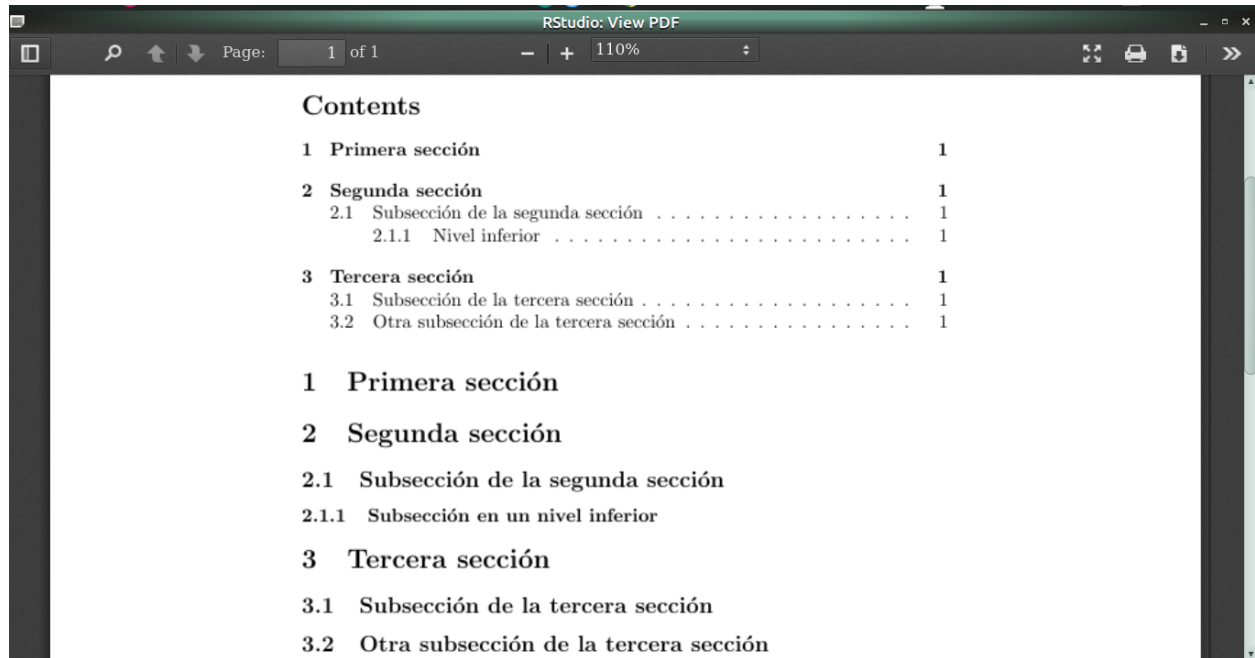 RStudio: View PDF
Page: 1 of 1 110%
Contents
1 Primera sección 1
2 Segunda sección 1
2.1 Subsección de la segunda sección . . . . . . . . . . . . . . . . . . 1
2.1.1 Nivel inferior . . . . . . . . . . . . . . . . . . . . . . . . . 1
3 Tercera sección 1
3.1 Subsección de la tercera sección . . . . . . . . . . . . . . . . . . . 1
3.2 Otra subsección de la tercera sección . . . . . . . . . . . . . . . . 1
1 Primera sección
2 Segunda sección
2.1 Subsección de la segunda sección
2.1.1 Subsección en un nivel inferior
3 Tercera sección
3.1 Subsección de la tercera sección
3.2 Otra subsección de la tercera sección